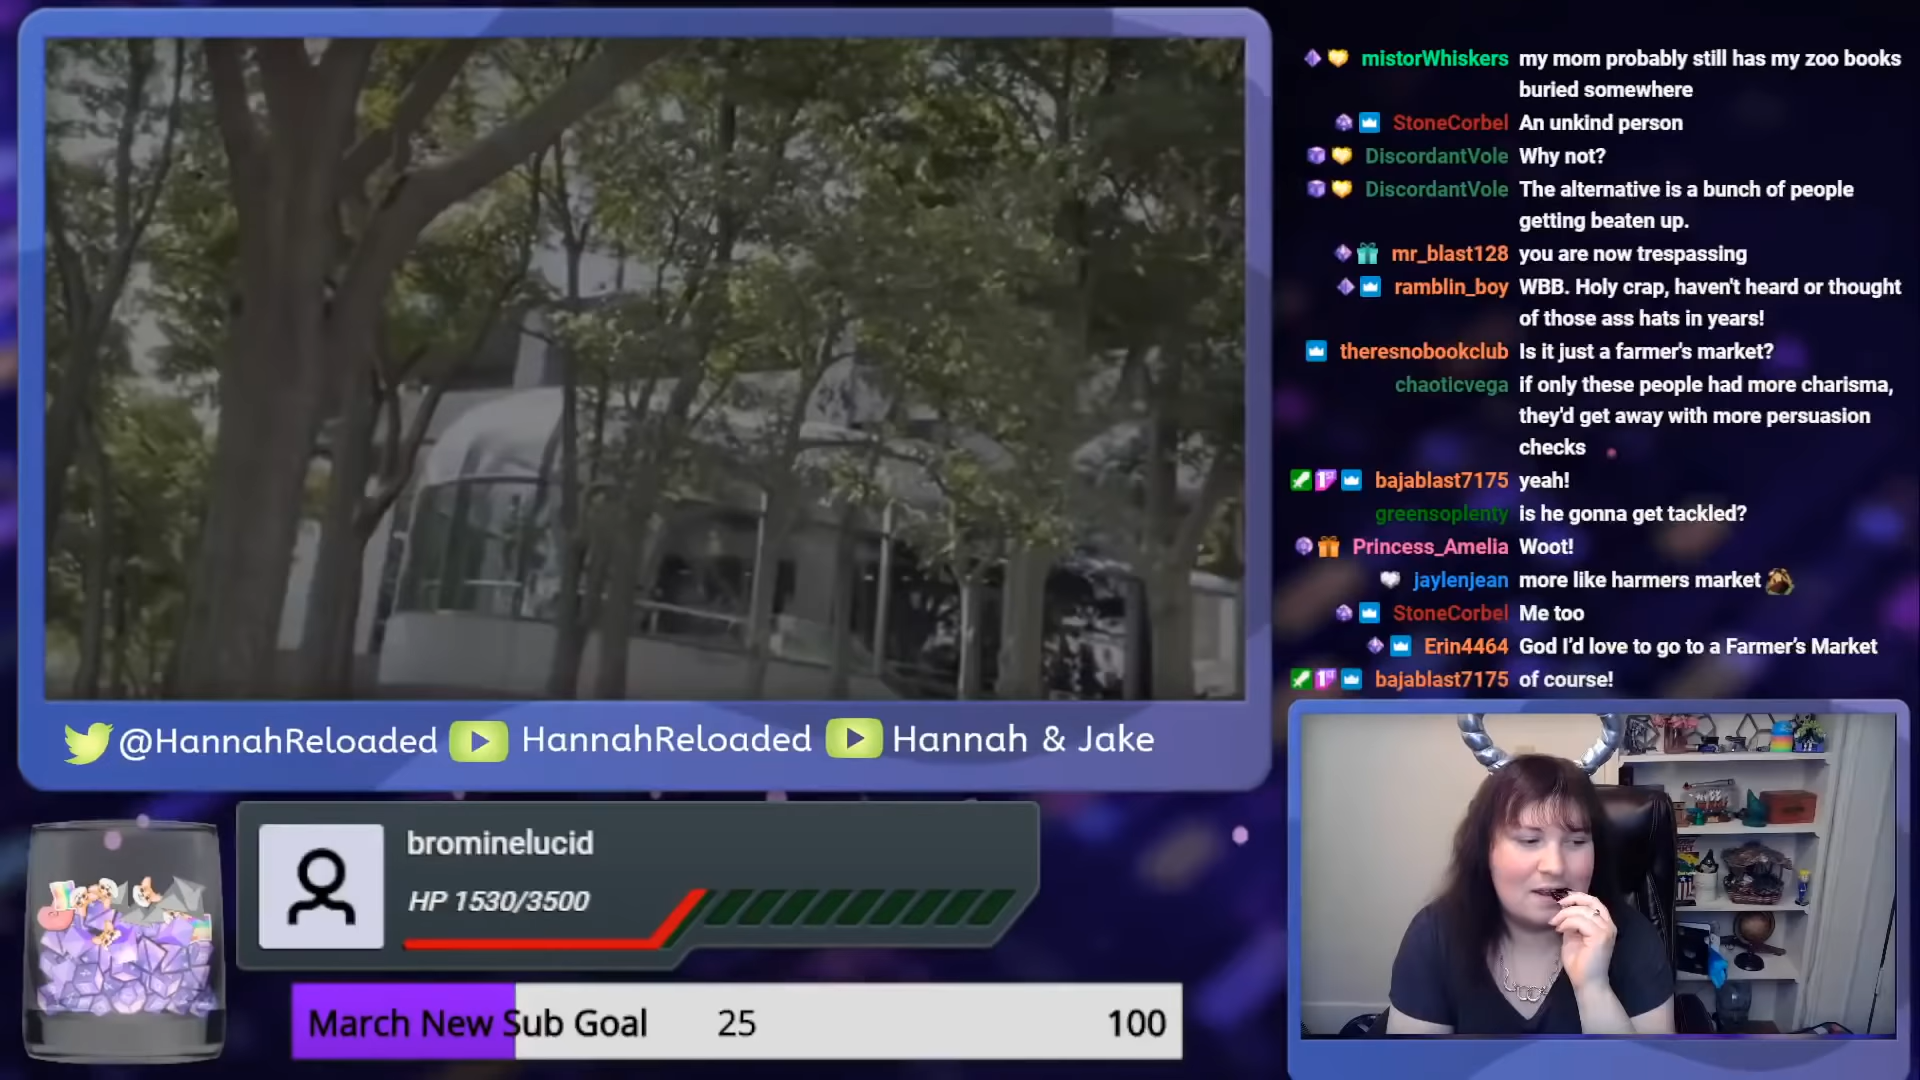 mistorWhiskers my mom probably still has my zoo books
buried somewhere
StoneCorbel An unkind person
DiscordantVole Why not?
DiscordantVole The alternative is a bunch of people
getting beaten up.
mr_blast128 you are now trespassing
ramblin_boy WBB. Holy crap, haven't heard or thought
of those ass hats in years!
theresnobookclub Is it just a farmer's market?
chaoticvega if only these people had more charisma,
they'd get away with more persuasion
checks
bajablast7175 yeah!
greensoplenty is he gonna get tackled?
Princess_Amelia Woot!
jaylenjean more like harmers market
StoneCorbel Me too
Erin4464 God I'd love to go to a Farmer's Market
bajablast7175 of course!
@HannahReloaded HannahReloaded Hannah & Jake
brominelucid
HP 1530/3500
March New Sub Goal 25 100